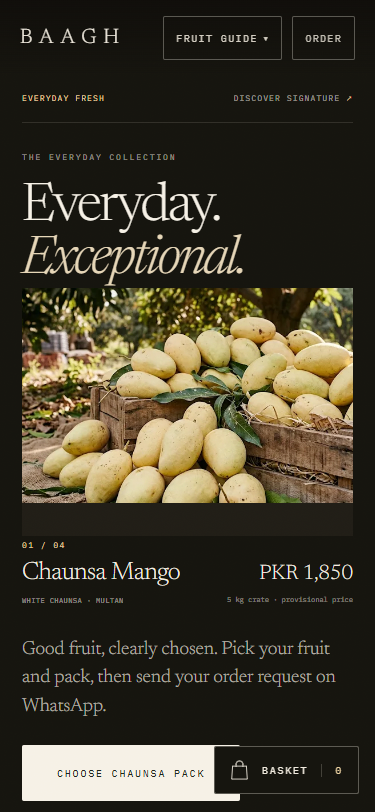 BAAGH
FRUIT GUIDE ▾
ORDER
EVERYDAY FRESH
DISCOVER SIGNATURE ↗
THE EVERYDAY COLLECTION
Everyday.
Exceptional.
01 / 04
Chaunsa Mango
PKR 1,850
WHITE CHAUNSA · MULTAN
5 kg crate · provisional price
Good fruit, clearly chosen. Pick your fruit
and pack, then send your order request on
WhatsApp.
CHOOSE CHAUNSA PACK
BASKET
0